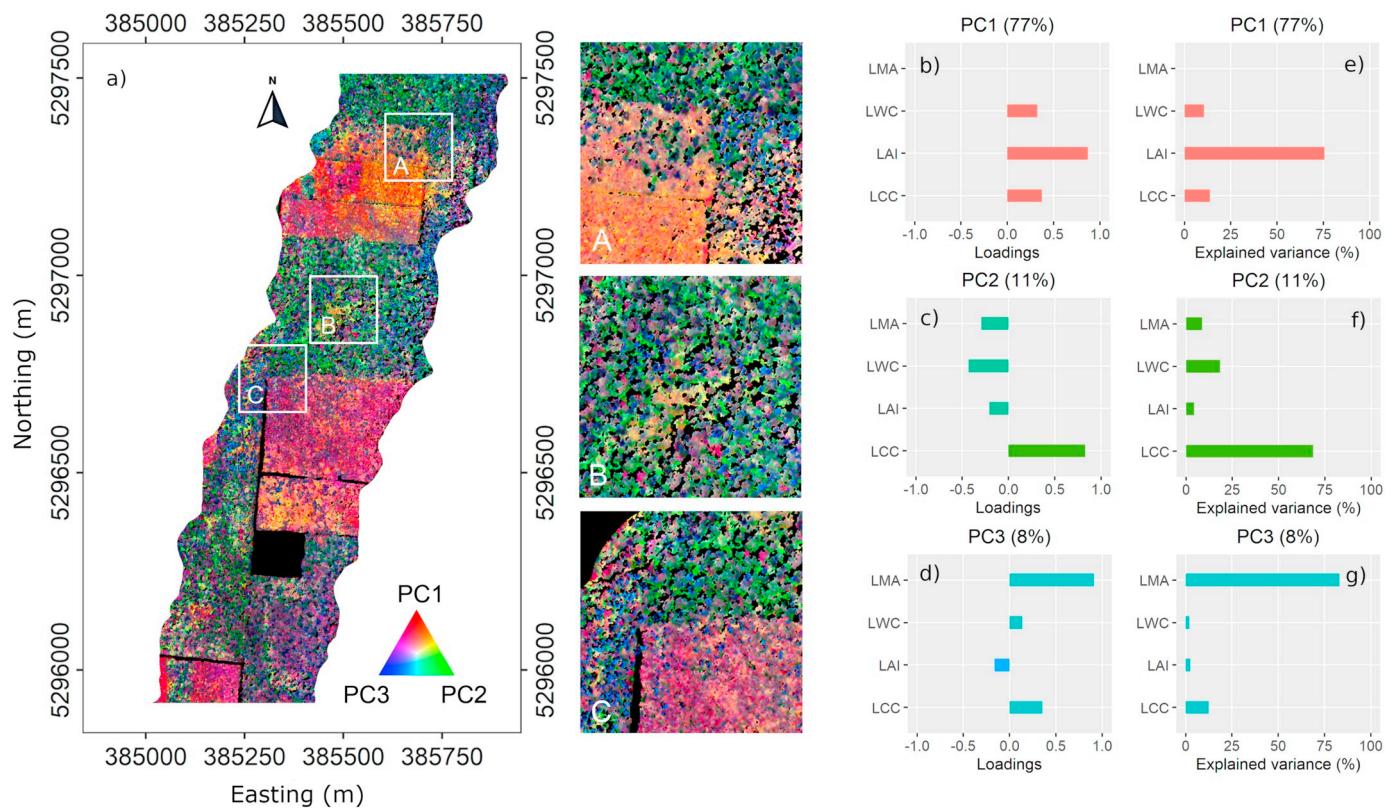 385000 385250 385500 385750
a)
N
5297500
5297000
5296500
5296000
Northing (m)
A
B
C
PC1
PC3 PC2
385000 385250 385500 385750
Easting (m)
A
B
C
PC1 (77%)
b)
LMA
LWC
LAI
LCC
-1.0 -0.5 0.0 0.5 1.0
Loadings
PC1 (77%)
e)
LMA
LWC
LAI
LCC
0 25 50 75 100
Explained variance (%)
PC2 (11%)
c)
LMA
LWC
LAI
LCC
-1.0 -0.5 0.0 0.5 1.0
Loadings
PC2 (11%)
f)
LMA
LWC
LAI
LCC
0 25 50 75 100
Explained variance (%)
PC3 (8%)
d)
LMA
LWC
LAI
LCC
-1.0 -0.5 0.0 0.5 1.0
Loadings
PC3 (8%)
g)
LMA
LWC
LAI
LCC
0 25 50 75 100
Explained variance (%)
5297500
5297000
5296500
5296000